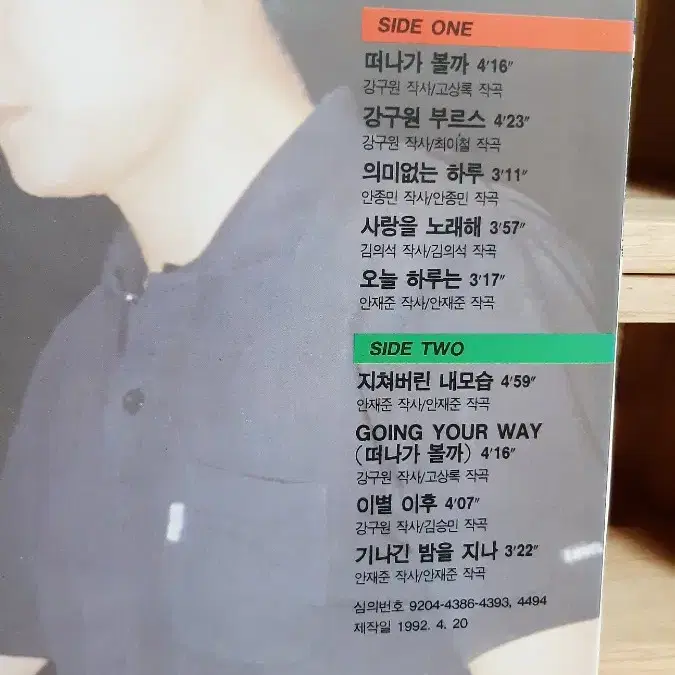 SIDE ONE
떠나가 볼까 4′16″
강구원 작사/고상록 작곡
강구원 부르스 4′23″
강구원 작사/최이철 작곡
의미없는 하루 3′11″
안종민 작사/안종민 작곡
사랑을 노래해 3′57″
김의석 작사/김의석 작곡
오늘 하루는 3′17″
안재준 작사/안재준 작곡
SIDE TWO
지쳐버린 내모습 4′59″
안재준 작사/안재준 작곡
GOING YOUR WAY
(떠나가 볼까) 4′16″
강구원 작사/고상록 작곡
이별 이후 4′07″
강구원 작사/김승민 작곡
기나긴 밤을 지나 3′22″
안재준 작사/안재준 작곡
심의번호 9204-4386-4393, 4494
제작일 1992. 4. 20